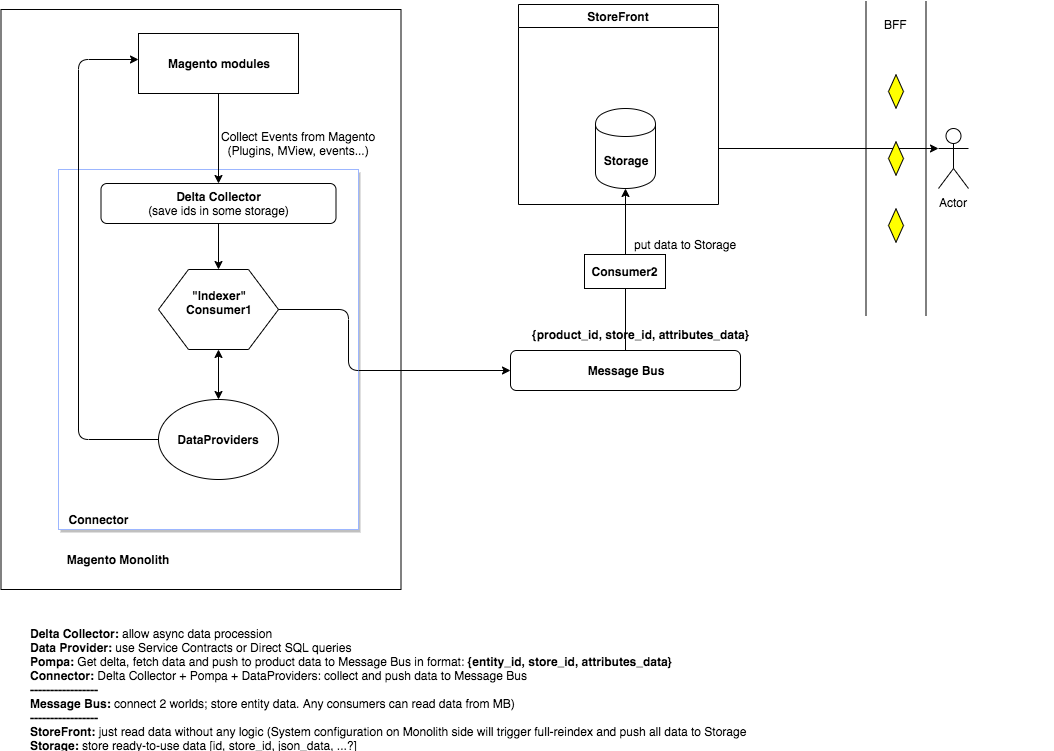 StoreFront
BFF
Magento modules
Collect Events from Magento
(Plugins, MView, events...)
Storage
Delta Collector
(save ids in some storage)
Actor
put data to Storage
Consumer2
"Indexer"
Consumer1
{product_id, store_id, attributes_data}
Message Bus
DataProviders
Connector
Magento Monolith
Delta Collector: allow async data procession
Data Provider: use Service Contracts or Direct SQL queries
Pompa: Get delta, fetch data and push to product data to Message Bus in format: {entity_id, store_id, attributes_data}
Connector: Delta Collector + Pompa + DataProviders: collect and push data to Message Bus
-----------------
Message Bus: connect 2 worlds; store entity data. Any consumers can read data from MB)
-----------------
StoreFront: just read data without any logic (System configuration on Monolith side will trigger full-reindex and push all data to Storage
Storage: store ready-to-use data [id, store_id, json_data, ...?]